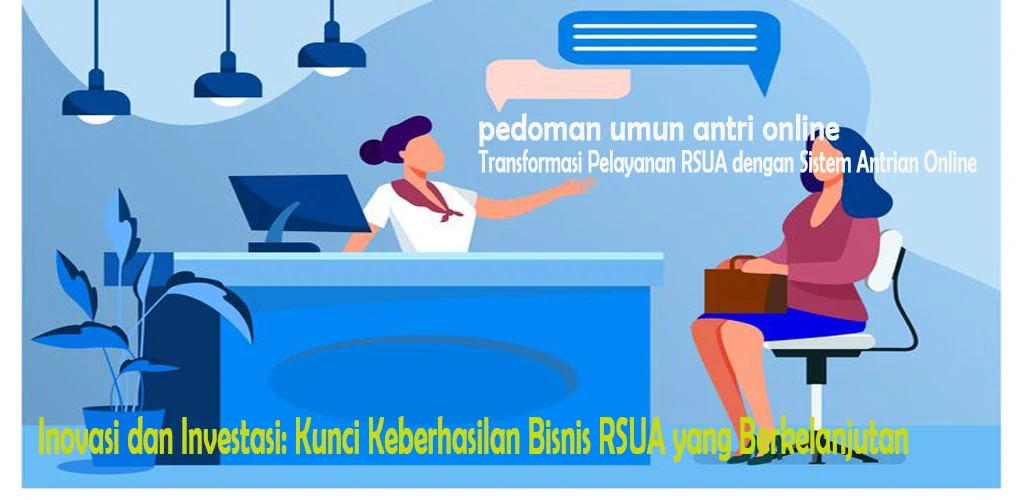 pedoman umun antri online
Transformasi Pelayanan RSUA dengan Sistem Antrian Online
Inovasi dan Investasi: Kunci Keberhasilan Bisnis RSUA yang Berkelanjutan